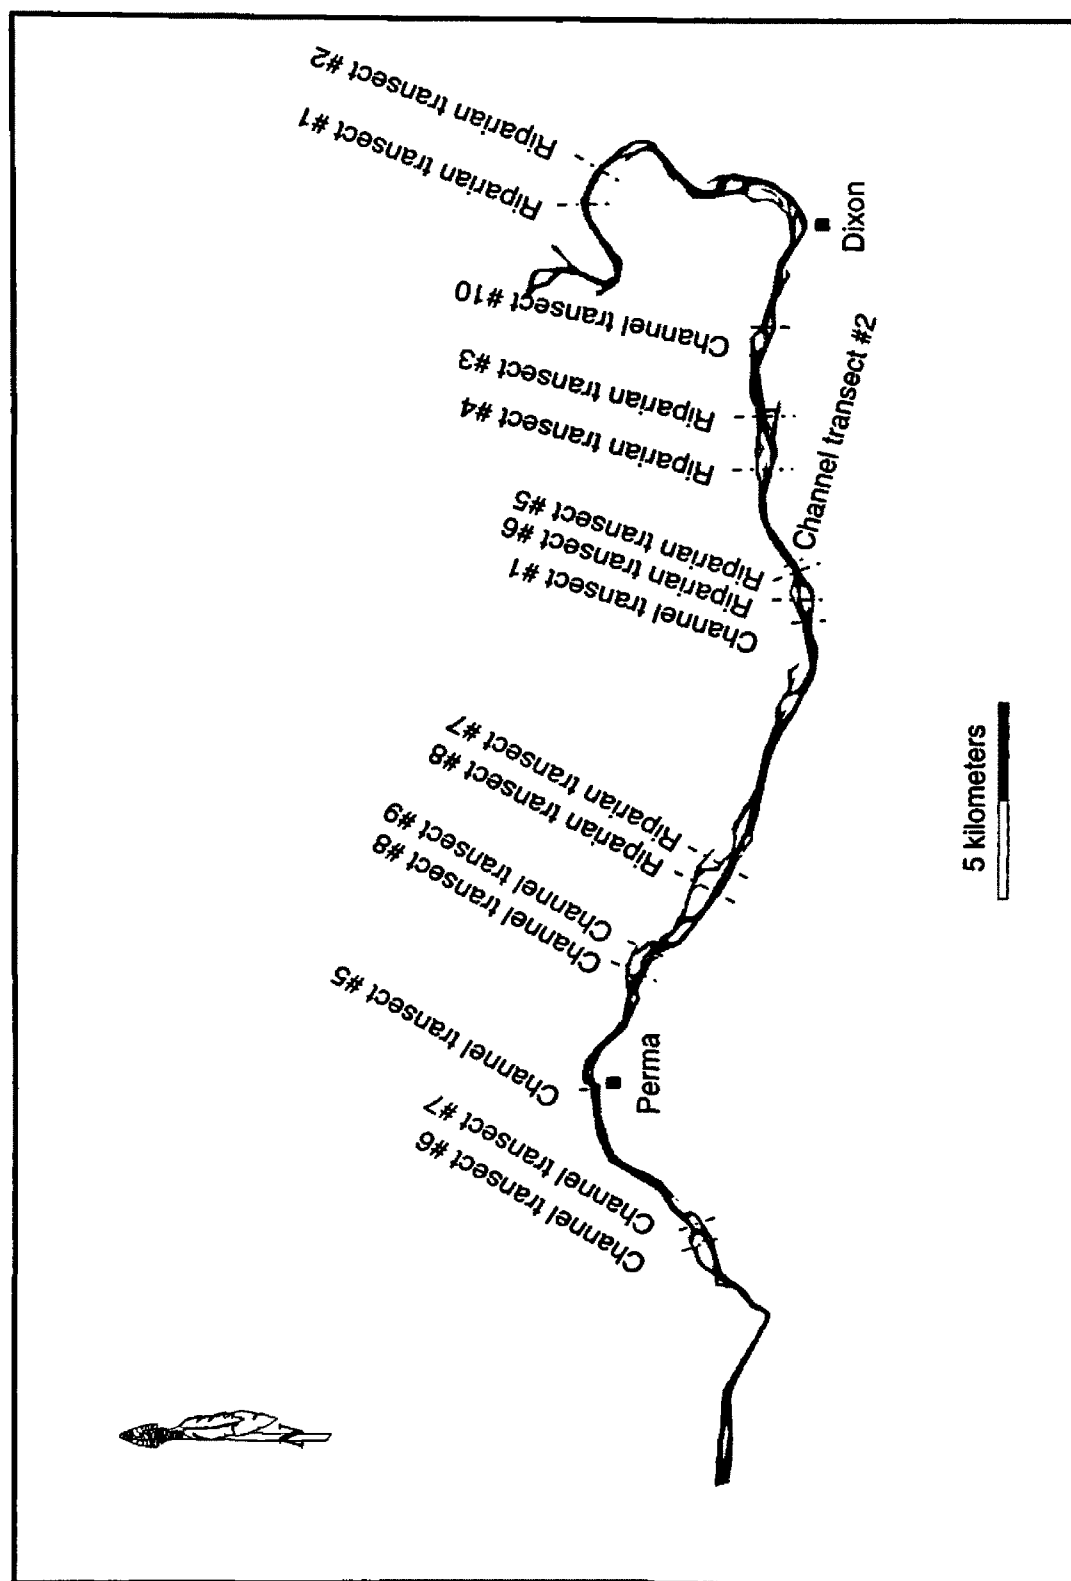 Riparian transect #2
Riparian transect #1
Dixon
Channel transect #10
Riparian transect #3
Riparian transect #4
Channel transect #2
Riparian transect #5
Riparian transect #6
Channel transect #1
Riparian transect #7
Riparian transect #8
Channel transect #9
Channel transect #8
5 kilometers
Channel transect #5
Perma
Channel transect #7
Channel transect #6